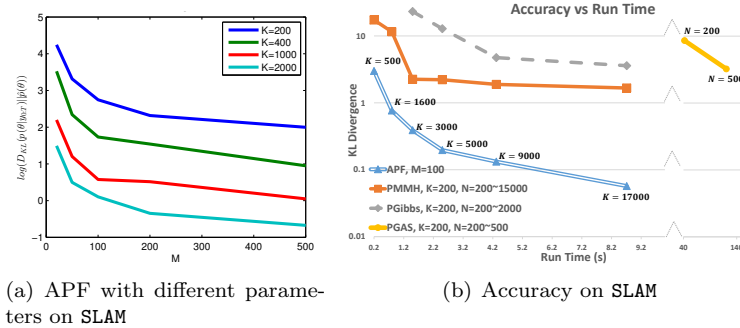 5
4
3
2
1
0
−1
0
100
200
300
400
500
M
K=200
K=400
K=1000
K=2000
(a) APF with different parame-
ters on SLAM
Accuracy vs Run Time
KL Divergence
10
1
0.1
0.01
K = 500
K = 1600
K = 3000
K = 5000
K = 9000
K = 17000
N = 200
N = 500
APF, M=100
PMMH, K=200, N=200~15000
PGibbs, K=200, N=200~2000
PGAS, K=200, N=200~500
0.2 1.2 2.2 3.2 4.2 5.2 6.2 7.2 8.2 9.2 40 140
Run Time (s)
(b) Accuracy on SLAM